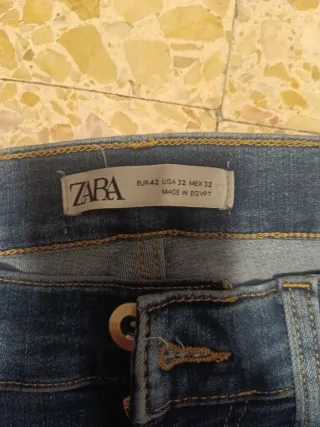 ZARA
EUR 42 USA 32 MEX 32
MADE IN EGYPT